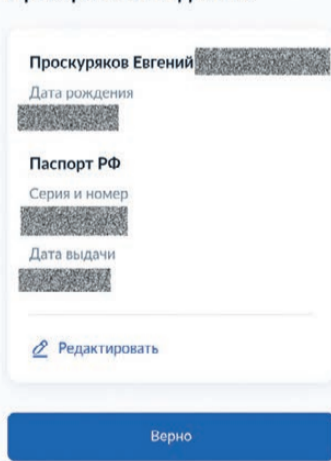 Проскуряков Евгений
Дата рождения
Паспорт РФ
Серия и номер
Дата выдачи
Редактировать
Верно